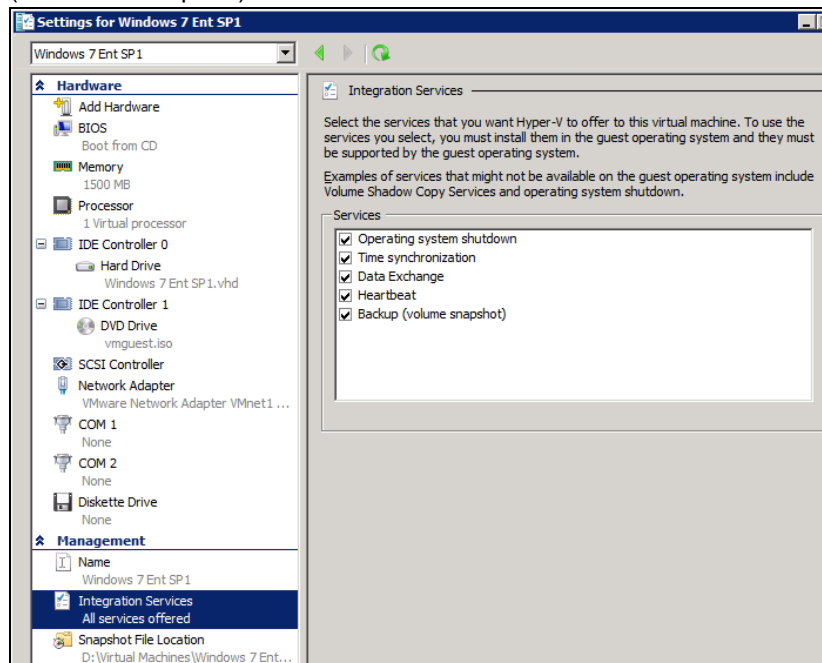 Settings for Windows 7 Ent SP1
Windows 7 Ent SP1
Hardware
Add Hardware
BIOS
Boot from CD
Memory
1500 MB
Processor
1 Virtual processor
IDE Controller 0
Hard Drive
Windows 7 Ent SP1.vhd
IDE Controller 1
DVD Drive
vmguest.iso
SCSI Controller
Network Adapter
VMware Network Adapter VMnet1 ...
COM 1
None
COM 2
None
Diskette Drive
None
Management
Name
Windows 7 Ent SP1
Integration Services
All services offered
Snapshot File Location
D:\Virtual Machines\Windows 7 Ent...
Integration Services
Select the services that you want Hyper-V to offer to this virtual machine. To use the
services you select, you must install them in the guest operating system and they must
be supported by the guest operating system.
Examples of services that might not be available on the guest operating system include
Volume Shadow Copy Services and operating system shutdown.
Services
Operating system shutdown
Time synchronization
Data Exchange
Heartbeat
Backup (volume snapshot)